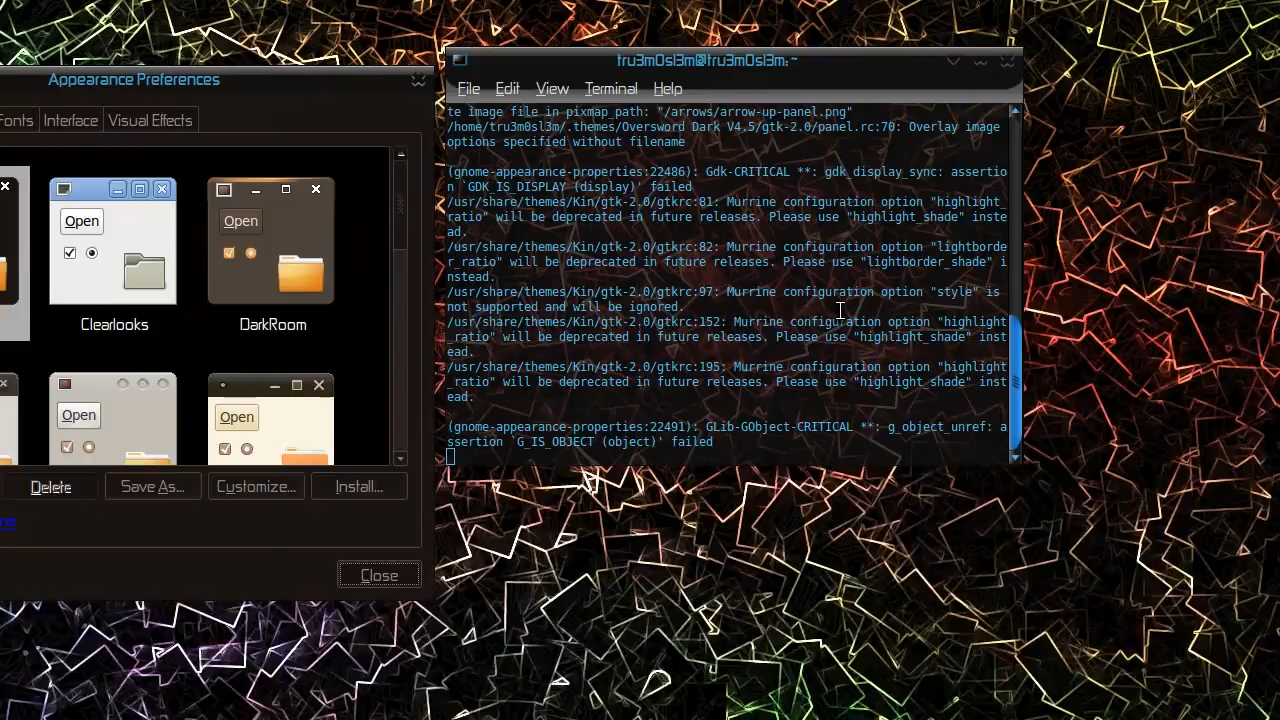 Appearance Preferences
Fonts
Interface
Visual Effects
Open
Clearlooks
Open
DarkRoom
Open
Open
Delete
Save As...
Customize...
Install...
Close
tru3m0sl3m@tru3m0sl3m: ~
File Edit View Terminal Help
te image file in pixmap_path: "/arrows/arrow-up-panel.png"
/home/tru3m0sl3m/.themes/Oversword Dark V4.5/gtk-2.0/panel.rc:70: Overlay image
options specified without filename
(gnome-appearance-properties:22486): Gdk-CRITICAL **: gdk_display_sync: assertio
n `GDK_IS_DISPLAY (display)' failed
/usr/share/themes/Kin/gtk-2.0/gtkrc:81: Murrine configuration option "highlight_
ratio" will be deprecated in future releases. Please use "highlight_shade" inste
ad.
/usr/share/themes/Kin/gtk-2.0/gtkrc:82: Murrine configuration option "lightborde
r_ratio" will be deprecated in future releases. Please use "lightborder_shade" i
nstead.
/usr/share/themes/Kin/gtk-2.0/gtkrc:97: Murrine configuration option "style" is
not supported and will be ignored.
/usr/share/themes/Kin/gtk-2.0/gtkrc:152: Murrine configuration option "highlight
_ratio" will be deprecated in future releases. Please use "highlight_shade" inst
ead.
/usr/share/themes/Kin/gtk-2.0/gtkrc:195: Murrine configuration option "highlight
_ratio" will be deprecated in future releases. Please use "highlight_shade" inst
ead.
(gnome-appearance-properties:22491): GLib-GObject-CRITICAL **: g_object_unref: a
ssertion `G_IS_OBJECT (object)' failed